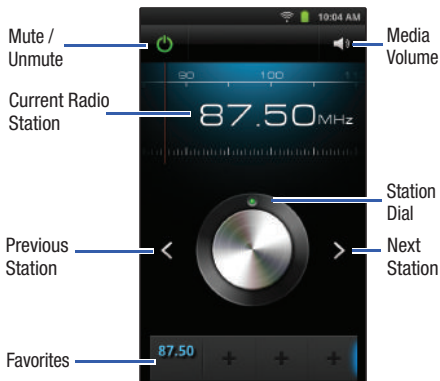 10:04 AM
Mute /
Unmute
Media
Volume
90
100
11
Current Radio
Station
87.50MHz
Station
Dial
Previous
Station
Next
Station
Favorites
87.50
+
+
+